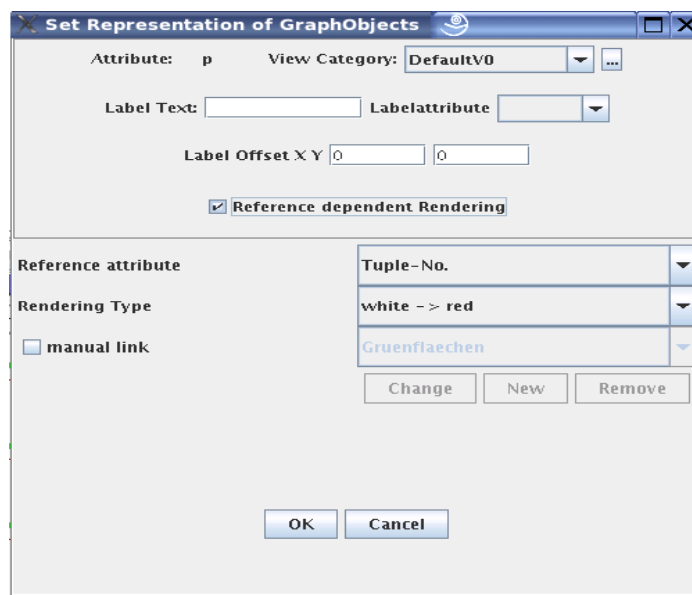 Set Representation of GraphObjects
Attribute: p View Category: DefaultV0 ...
Label Text: Labelattribute
Label Offset X Y 0 0
Reference dependent Rendering
Reference attribute Tuple-No.
Rendering Type white -> red
manual link Gruenflaechen
Change New Remove
OK Cancel